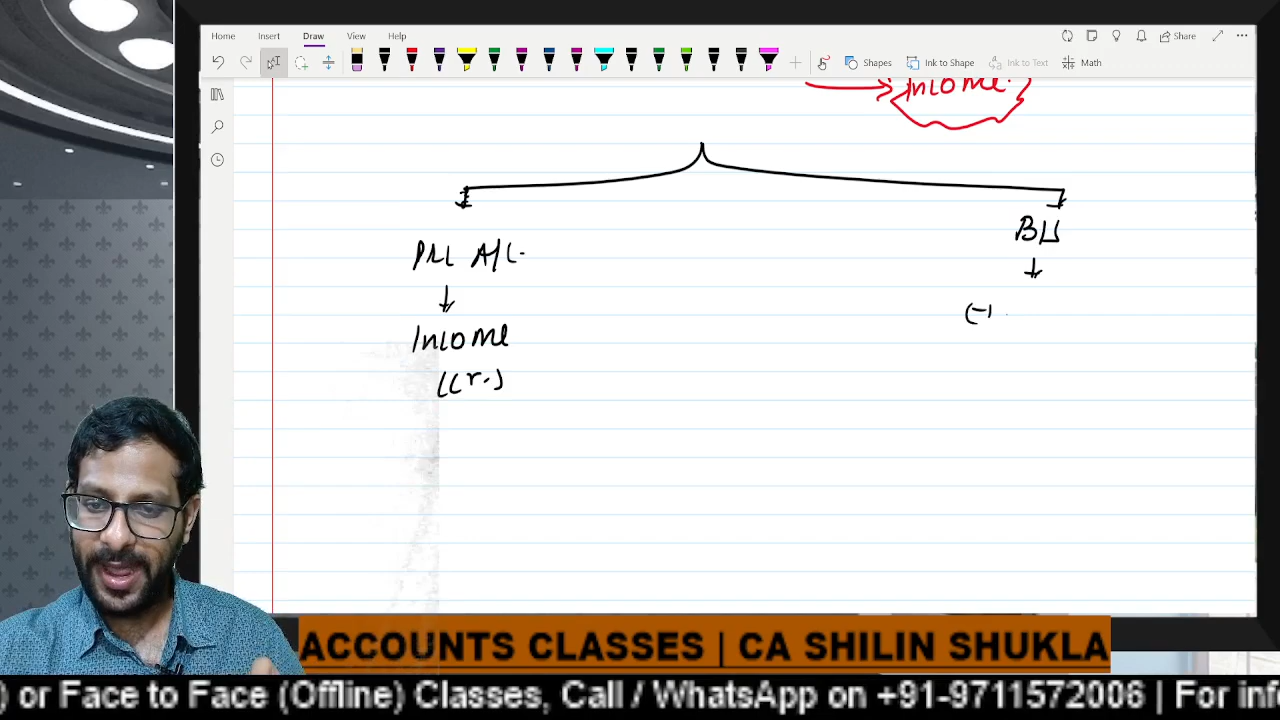 Home Insert Draw View Help Share
Shapes Ink to Shape Ink to Text Math
Income.
P&L A/c. B/S
Income (-)
(Cr.)
ACCOUNTS CLASSES | CA SHILIN SHUKLA
) or Face to Face (Offline) Classes, Call / WhatsApp on +91-9711572006 | For inf